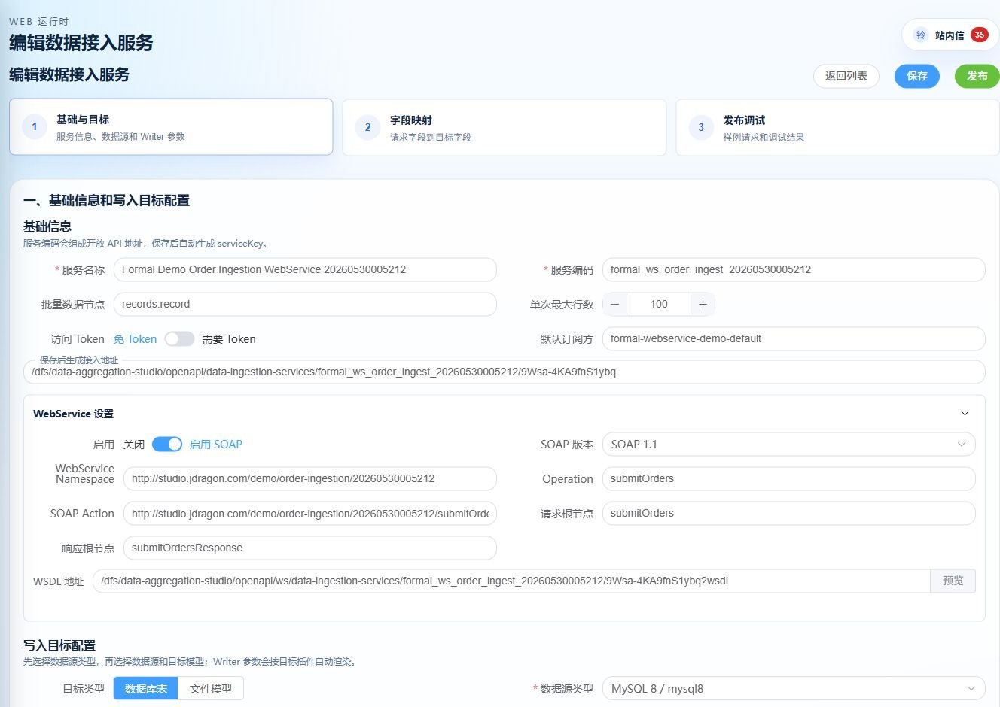 WEB 运行时
编辑数据接入服务
铃 站内信 35
编辑数据接入服务
返回列表 保存 发布
1 基础与目标
服务信息、数据源和 Writer 参数
2 字段映射
请求字段到目标字段
3 发布调试
样例请求和调试结果
一、基础信息和写入目标配置
基础信息
服务编码会组成开放 API 地址，保存后自动生成 serviceKey。
* 服务名称 Formal Demo Order Ingestion WebService 20260530005212
* 服务编码 formal_ws_order_ingest_20260530005212
批量数据节点 records.record
单次最大行数 － 100 +
访问 Token 免 Token 需要 Token
默认订阅方 formal-webservice-demo-default
保存后生成接入地址
/dfs/data-aggregation-studio/openapi/data-ingestion-services/formal_ws_order_ingest_20260530005212/9Wsa-4KA9fnS1ybq
WebService 设置
启用 关闭 启用 SOAP
SOAP 版本 SOAP 1.1
WebService Namespace http://studio.jdragon.com/demo/order-ingestion/20260530005212
Operation submitOrders
SOAP Action http://studio.jdragon.com/demo/order-ingestion/20260530005212/submitOrde
请求根节点 submitOrders
响应根节点 submitOrdersResponse
WSDL 地址 /dfs/data-aggregation-studio/openapi/ws/data-ingestion-services/formal_ws_order_ingest_20260530005212/9Wsa-4KA9fnS1ybq?wsdl 预览
写入目标配置
先选择数据源类型，再选择数据源和目标模型；Writer 参数会按目标插件自动渲染。
目标类型 数据库表 文件模型
* 数据源类型 MySQL 8 / mysql8